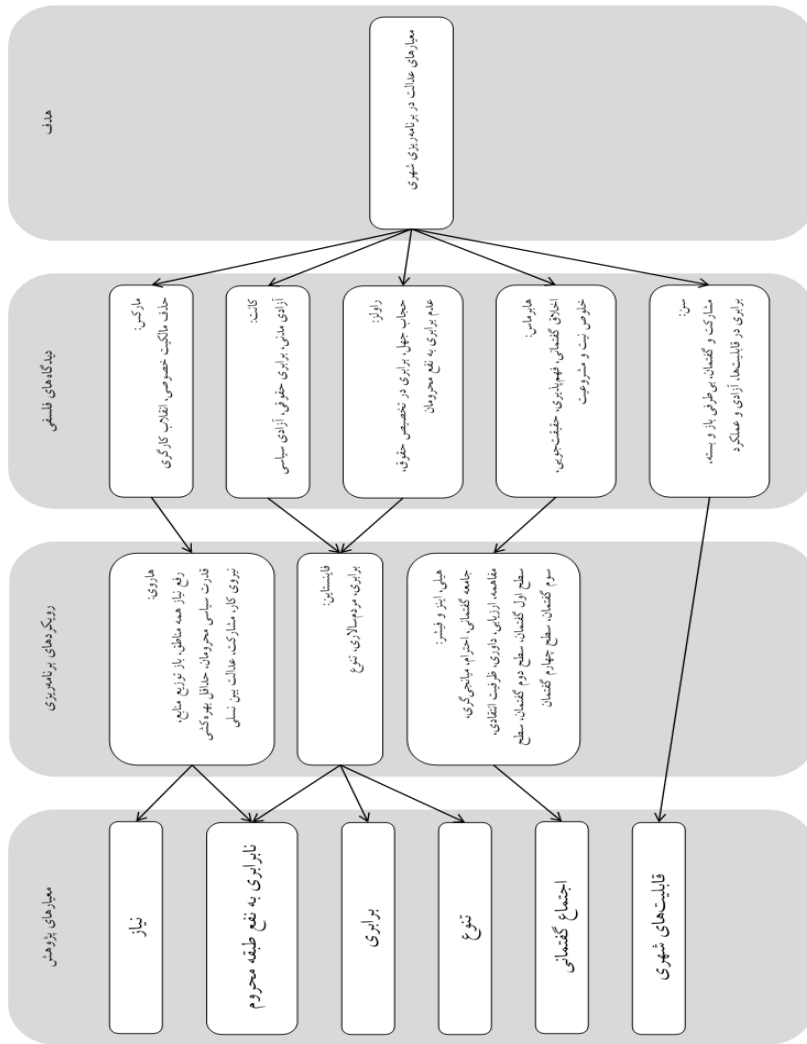 هدف
معیارهای عدالت در برنامه‌ریزی شهری
دیدگاه‌های فلسفی
مارکس:
حذف مالکیت خصوصی، انقلاب کارگری
کانت:
آزادی مدنی، برابری حقوقی، آزادی سیاسی
راولز:
حجاب جهل، برابری در تخصیص حقوق،
عدم برابری به نفع محرومان
هابرماس:
اخلاق گفتمانی، فهم‌پذیری، حقیقت‌جویی،
خلوص نیت و مشروعیت
سن:
مشارکت و گفتمان، بی‌طرفی باز و بسته،
برابری در قابلیت‌ها، آزادی و عملکرد
رویکردهای برنامه‌ریزی
هاروی:
رفع نیاز همه مناطق، باز توزیع منابع،
قدرت سیاسی محرومان، حداقل بهره‌کشی
نیروی کار، مشارکت، عدالت بین نسلی
فاینستاین:
برابری، مردم‌سالاری، تنوع
هیلی، اینز و فیشر:
جامعه گفتمانی، احترام، میانجی‌گری،
مفاهمه، ارزیابی، داوری، ظرفیت انتقادی،
سطح اول گفتمان، سطح دوم گفتمان، سطح
سوم گفتمان، سطح چهارم گفتمان
معیارهای پژوهش
نیاز
نابرابری به نفع طبقه محروم
برابری
تنوع
اجتماع گفتمانی
قابلیت‌های شهری